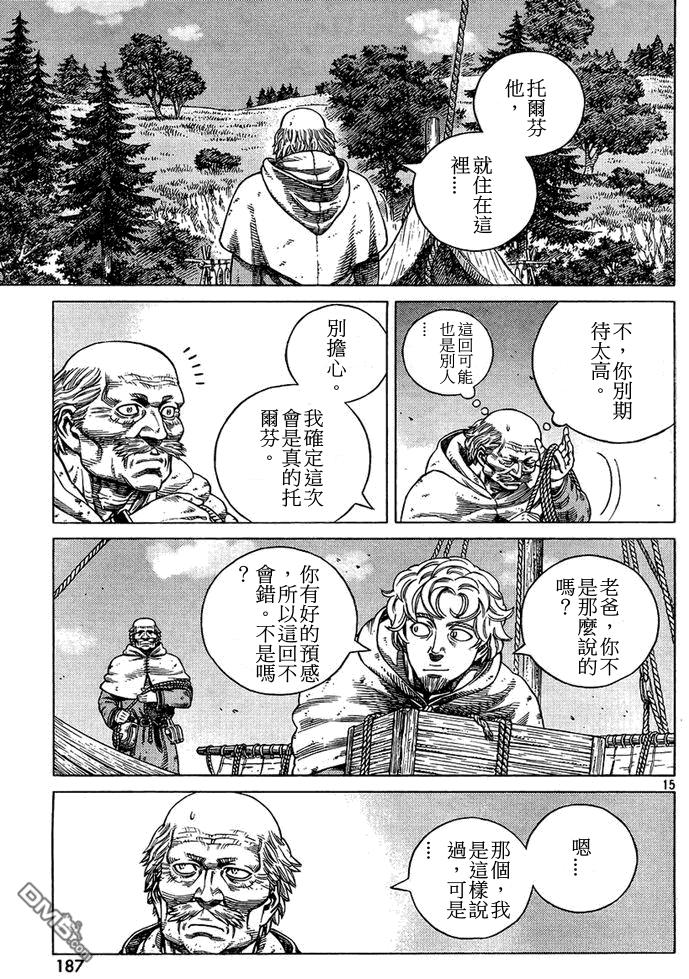 托爾芬
他，
就住在這
裡……
不，你別期
待太高。
這回可能
也是別人
……
別擔心。
我確定這次
會是真的托
爾芬。
老爸，你不
是那麼說的
嗎？
你有好的預感
，所以這回不
會錯。不是嗎
？
15
嗯……
那個，我
是這樣說
過，可是
……
187
DM5
.com